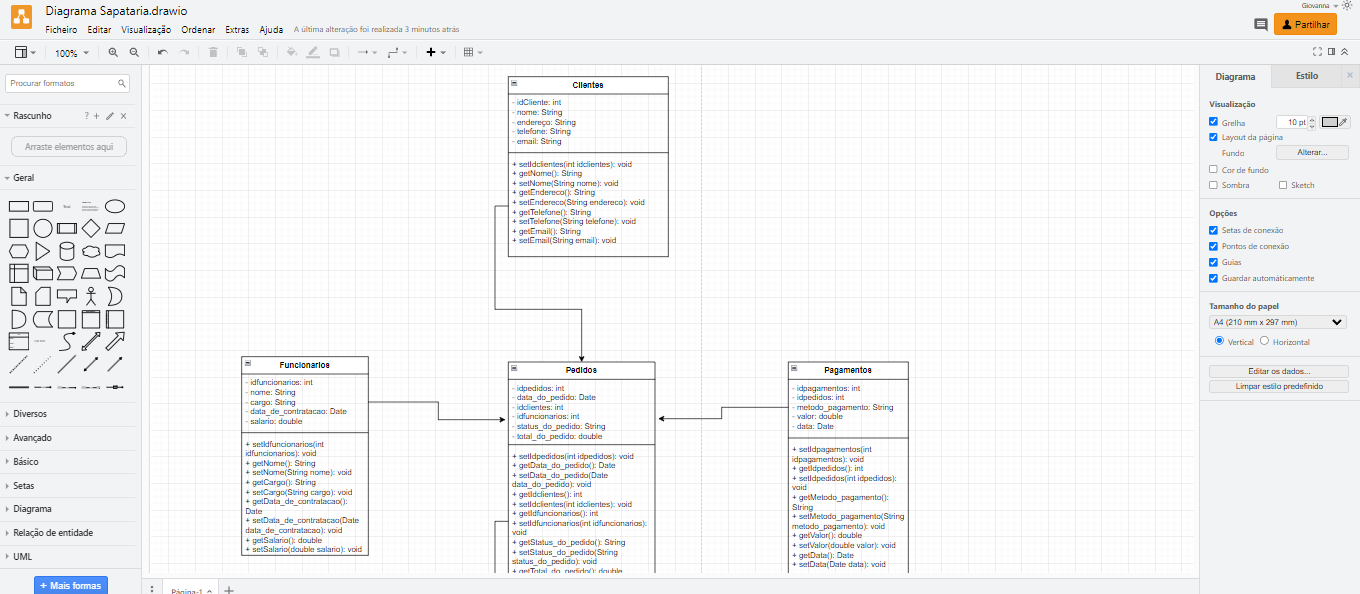 Diagrama Sapataria.drawio
Giovanna
Ficheiro Editar Visualização Ordenar Extras Ajuda A última alteração foi realizada 3 minutos atrás
Partilhar
100%
Procurar formatos
Rascunho
?
Arraste elementos aqui
Geral
Diversos
Avançado
Básico
Setas
Diagrama
Relação de entidade
UML
+ Mais formas
Clientes
- idCliente: int
- nome: String
- endereço: String
- telefone: String
- email: String
+ setIdclientes(int idclientes): void
+ getNome(): String
+ setNome(String nome): void
+ getEndereco(): String
+ setEndereco(String endereco): void
+ getTelefone(): String
+ setTelefone(String telefone): void
+ getEmail(): String
+ setEmail(String email): void
Funcionarios
- idfuncionarios: int
- nome: String
- cargo: String
- data_de_contratacao: Date
- salario: double
+ setIdfuncionarios(int
idfuncionarios): void
+ getNome(): String
+ setNome(String nome): void
+ getCargo(): String
+ setCargo(String cargo): void
+ getData_de_contratacao():
Date
+ setData_de_contratacao(Date
data_de_contratacao): void
+ getSalario(): double
+ setSalario(double salario): void
Pedidos
- idpedidos: int
- data_do_pedido: Date
- idclientes: int
- idfuncionarios: int
- status_do_pedido: String
- total_do_pedido: double
+ setIdpedidos(int idpedidos): void
+ getData_do_pedido(): Date
+ setData_do_pedido(Date
data_do_pedido): void
+ getIdclientes(): int
+ setIdclientes(int idclientes): void
+ getIdfuncionarios(): int
+ setIdfuncionarios(int idfuncionarios):
void
+ getStatus_do_pedido(): String
+ setStatus_do_pedido(String
status_do_pedido): void
+ getTotal_do_pedido(): double
Pagamentos
- idpagamentos: int
- idpedidos: int
- metodo_pagamento: String
- valor: double
- data: Date
+ setIdpagamentos(int
idpagamentos): void
+ getIdpedidos(): int
+ setIdpedidos(int idpedidos):
void
+ getMetodo_pagamento():
String
+ setMetodo_pagamento(String
metodo_pagamento): void
+ getValor(): double
+ setValor(double valor): void
+ getData(): Date
+ setData(Date data): void
Página-1
Diagrama Estilo
Visualização
Grelha 10 pt
Layout da página
Fundo Alterar...
Cor de fundo
Sombra Sketch
Opções
Setas de conexão
Pontos de conexão
Guias
Guardar automáticamente
Tamanho do papel
A4 (210 mm x 297 mm)
Vertical Horizontal
Editar os dados...
Limpar estilo predefinido